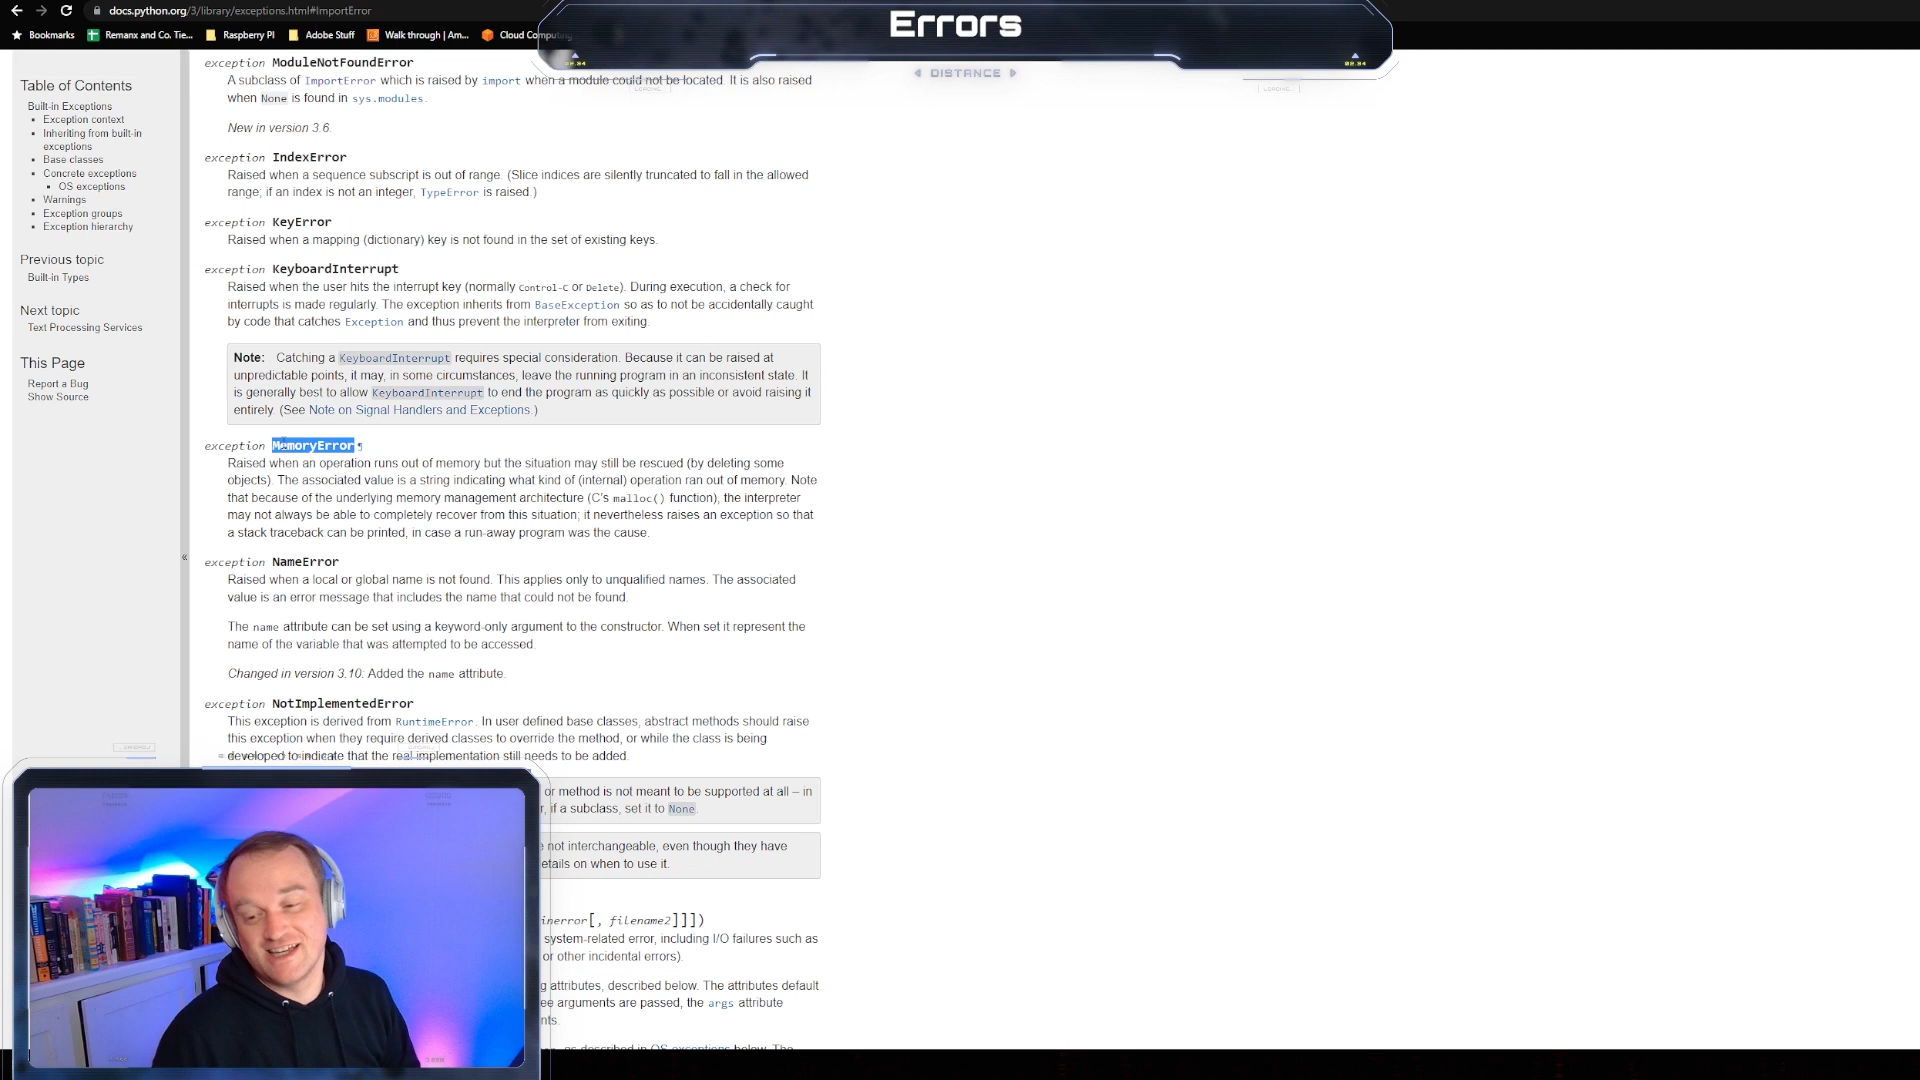 docs.python.org/3/library/exceptions.html#ImportError
Errors
Bookmarks
Remanx and Co. Tie...
Raspberry PI
Adobe Stuff
Walk through | Am...
Cloud Computing
DISTANCE
Table of Contents
Built-in Exceptions
Exception context
Inheriting from built-in
exceptions
Base classes
Concrete exceptions
OS exceptions
Warnings
Exception groups
Exception hierarchy
Previous topic
Built-in Types
Next topic
Text Processing Services
This Page
Report a Bug
Show Source
«
exception ModuleNotFoundError
A subclass of ImportError which is raised by import when a module could not be located. It is also raised
when None is found in sys.modules.
New in version 3.6.
exception IndexError
Raised when a sequence subscript is out of range. (Slice indices are silently truncated to fall in the allowed
range; if an index is not an integer, TypeError is raised.)
exception KeyError
Raised when a mapping (dictionary) key is not found in the set of existing keys.
exception KeyboardInterrupt
Raised when the user hits the interrupt key (normally Control-C or Delete). During execution, a check for
interrupts is made regularly. The exception inherits from BaseException so as to not be accidentally caught
by code that catches Exception and thus prevent the interpreter from exiting.
Note: Catching a KeyboardInterrupt requires special consideration. Because it can be raised at
unpredictable points, it may, in some circumstances, leave the running program in an inconsistent state. It
is generally best to allow KeyboardInterrupt to end the program as quickly as possible or avoid raising it
entirely. (See Note on Signal Handlers and Exceptions.)
exception MemoryError ¶
Raised when an operation runs out of memory but the situation may still be rescued (by deleting some
objects). The associated value is a string indicating what kind of (internal) operation ran out of memory. Note
that because of the underlying memory management architecture (C's malloc() function), the interpreter
may not always be able to completely recover from this situation; it nevertheless raises an exception so that
a stack traceback can be printed, in case a run-away program was the cause.
exception NameError
Raised when a local or global name is not found. This applies only to unqualified names. The associated
value is an error message that includes the name that could not be found.
The name attribute can be set using a keyword-only argument to the constructor. When set it represent the
name of the variable that was attempted to be accessed.
Changed in version 3.10: Added the name attribute.
exception NotImplementedError
This exception is derived from RuntimeError. In user defined base classes, abstract methods should raise
this exception when they require derived classes to override the method, or while the class is being
developed to indicate that the real implementation still needs to be added.
or method is not meant to be supported at all – in
r, if a subclass, set it to None.
e not interchangeable, even though they have
etails on when to use it.
inerror[, filename2]]])
system-related error, including I/O failures such as
or other incidental errors).
g attributes, described below. The attributes default
ee arguments are passed, the args attribute
nts.
as described in OS exceptions below. The